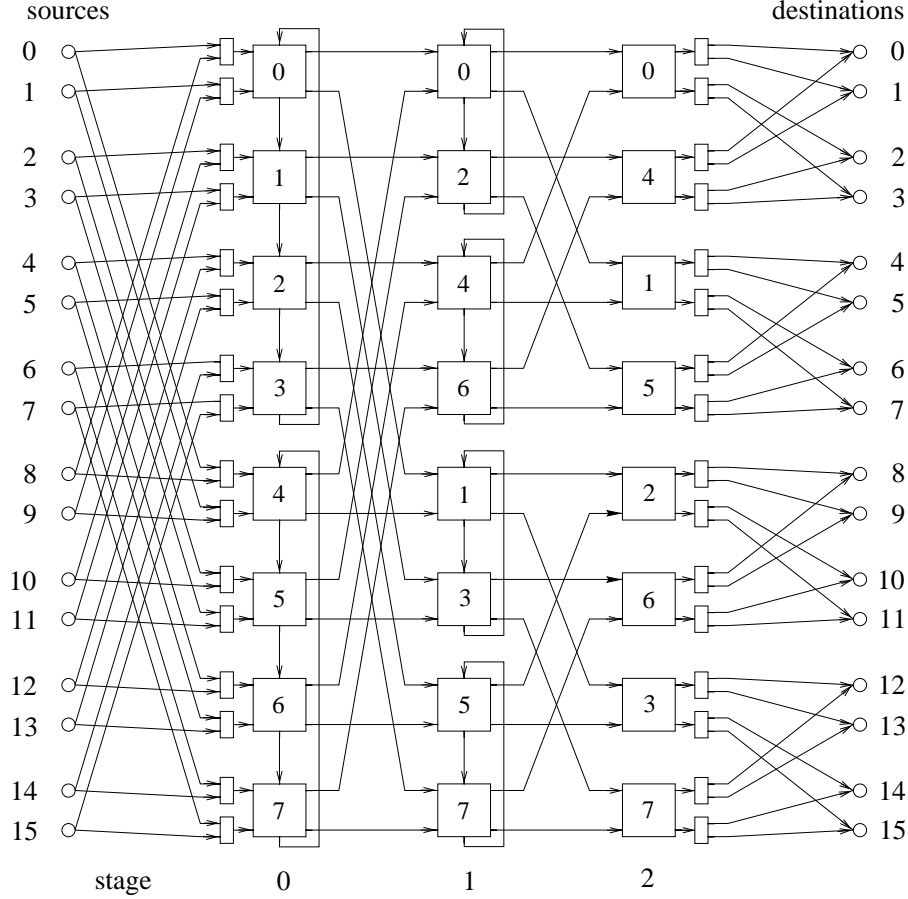 sources destinations
0 0 0 0 0
1 1
2 1 2 4 2
3 3
4 2 4 1 4
5 5
6 3 6 5 6
7 7
8 4 1 2 8
9 9
10 5 3 6 10
11 11
12 6 5 3 12
13 13
14 7 7 7 14
15 15
stage 0 1 2